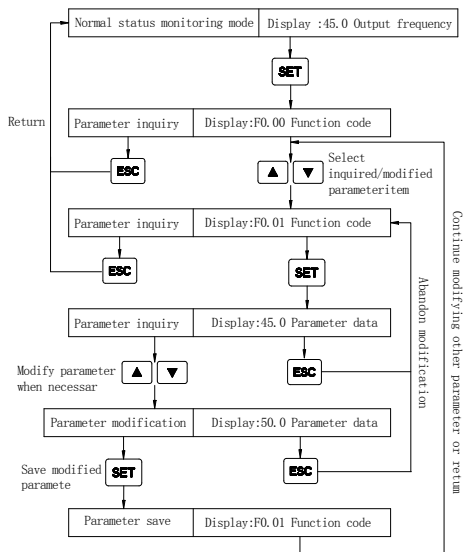 Normal status monitoring mode
Display :45.0 Output frequency
SET
Return
Parameter inquiry
Display:F0.00 Function code
ESC
▲ ▼
Select
inquired/modified
parameteritem
Parameter inquiry
Display:F0.01 Function code
ESC
SET
Parameter inquiry
Display:45.0 Parameter data
Modify parameter
when necessar
▲ ▼
ESC
Abandon modification
Continue modifying other parameter or retum
Parameter modification
Display:50.0 Parameter data
Save modified
paramete
SET
ESC
Parameter save
Display:F0.01 Function code